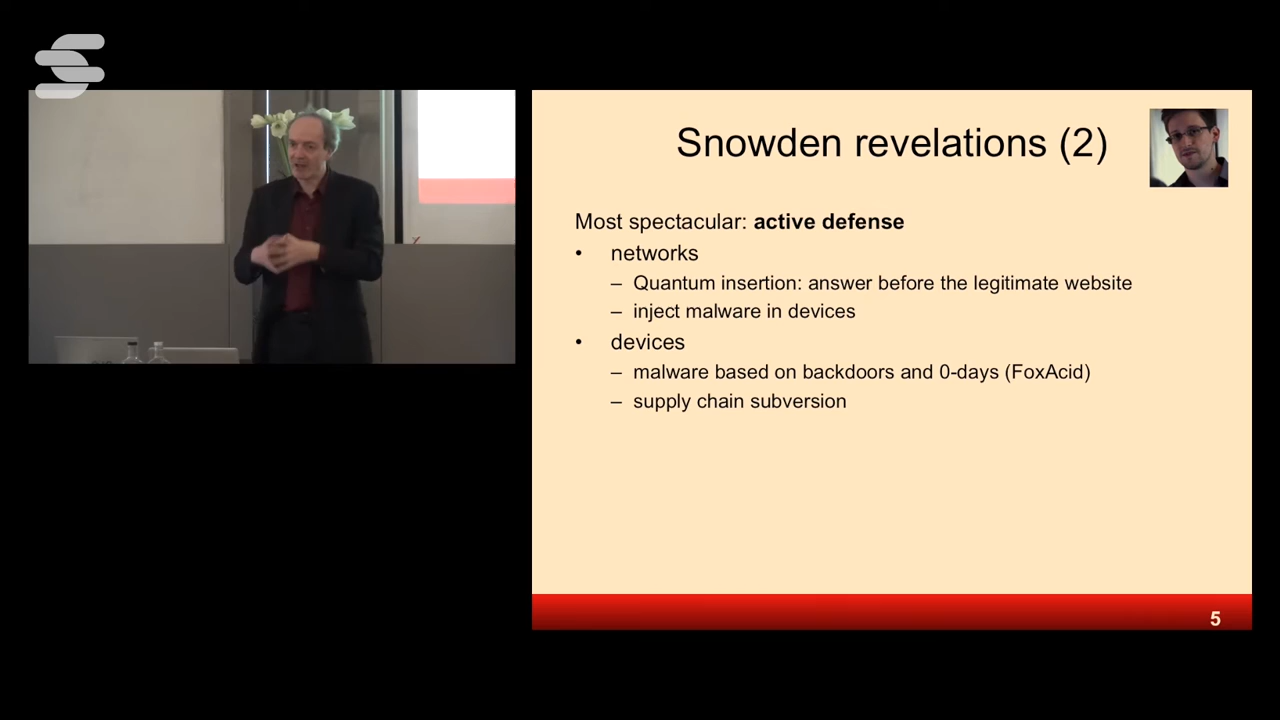 Snowden revelations (2)
Most spectacular: active defense
• networks
– Quantum insertion: answer before the legitimate website
– inject malware in devices
• devices
– malware based on backdoors and 0-days (FoxAcid)
– supply chain subversion
5